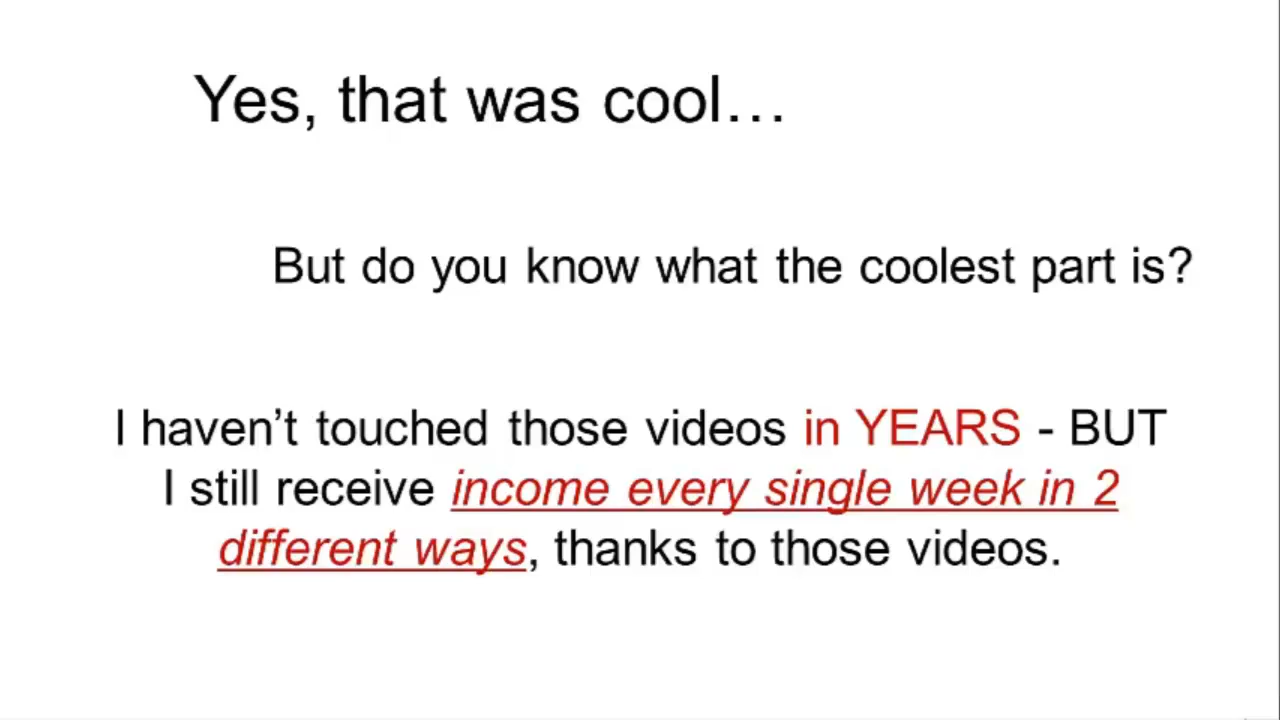 Yes, that was cool…
But do you know what the coolest part is?
I haven’t touched those videos in YEARS - BUT
I still receive income every single week in 2
different ways, thanks to those videos.